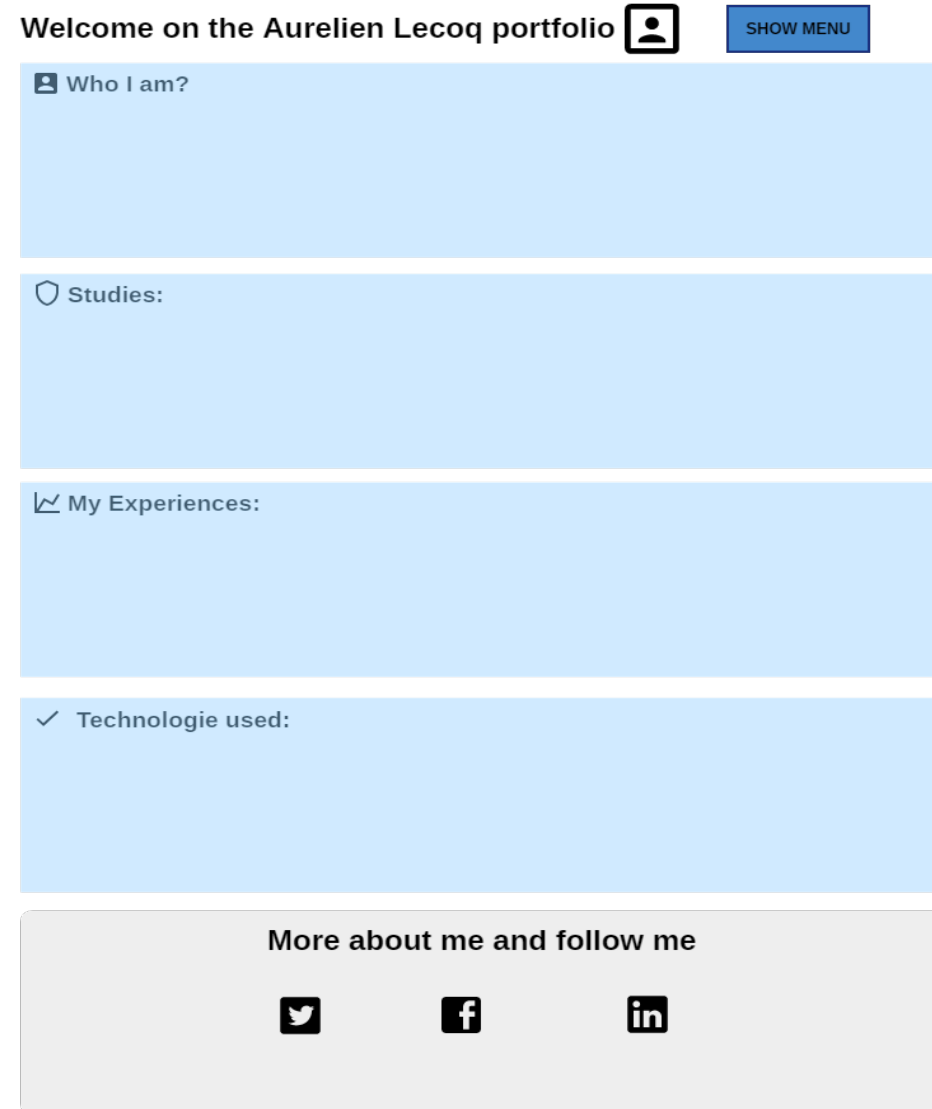 Welcome on the Aurelien Lecoq portfolio
SHOW MENU
Who I am?
Studies:
My Experiences:
Technologie used:
More about me and follow me